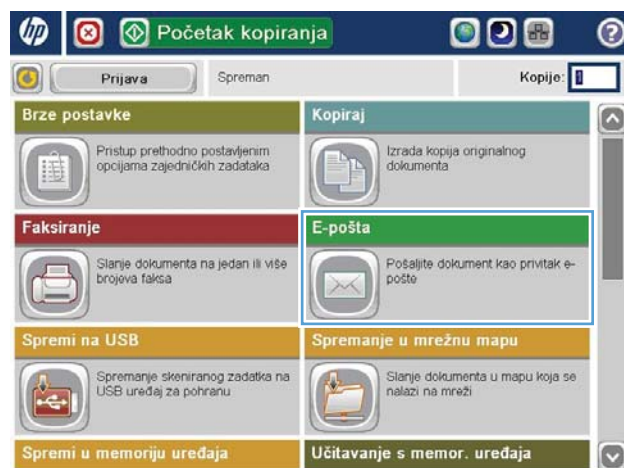 hp
Početak kopiranja
?
Prijava
Spreman
Kopije: 1
Brze postavke
Pristup prethodno postavljenim
opcijama zajedničkih zadataka
Kopiraj
Izrada kopija originalnog
dokumenta
Faksiranje
Slanje dokumenta na jedan ili više
brojeva faksa
E-pošta
Pošaljite dokument kao privitak e-
pošte
Spremi na USB
Spremanje skeniranog zadatka na
USB uređaj za pohranu
Spremanje u mrežnu mapu
Slanje dokumenta u mapu koja se
nalazi na mreži
Spremi u memoriju uređaja
Učitavanje s memor. uređaja